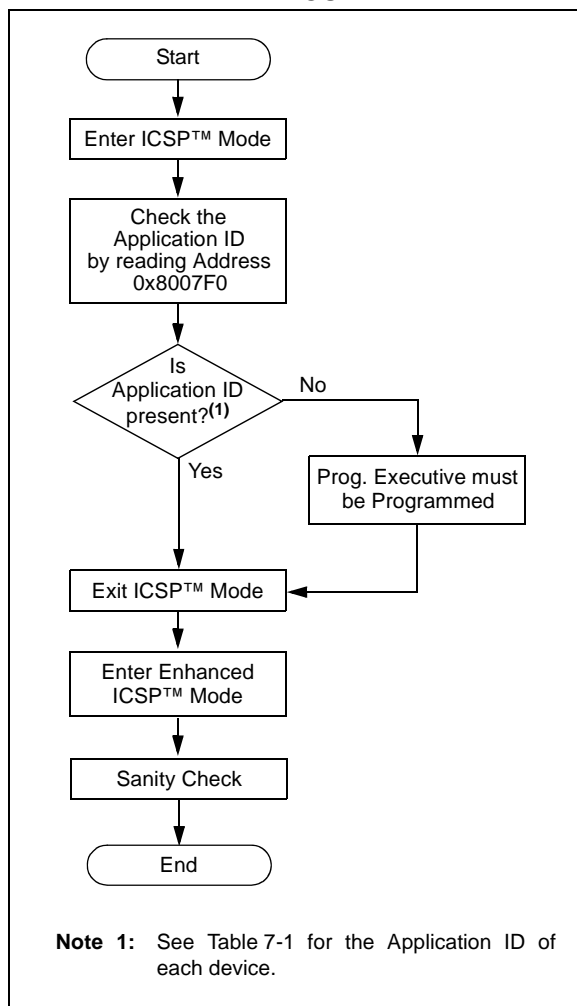 Start
Enter ICSP™ Mode
Check the
Application ID
by reading Address
0x8007F0
Is
Application ID
present?(1)
No
Yes
Prog. Executive must
be Programmed
Exit ICSP™ Mode
Enter Enhanced
ICSP™ Mode
Sanity Check
End
Note 1: See Table 7-1 for the Application ID of
each device.